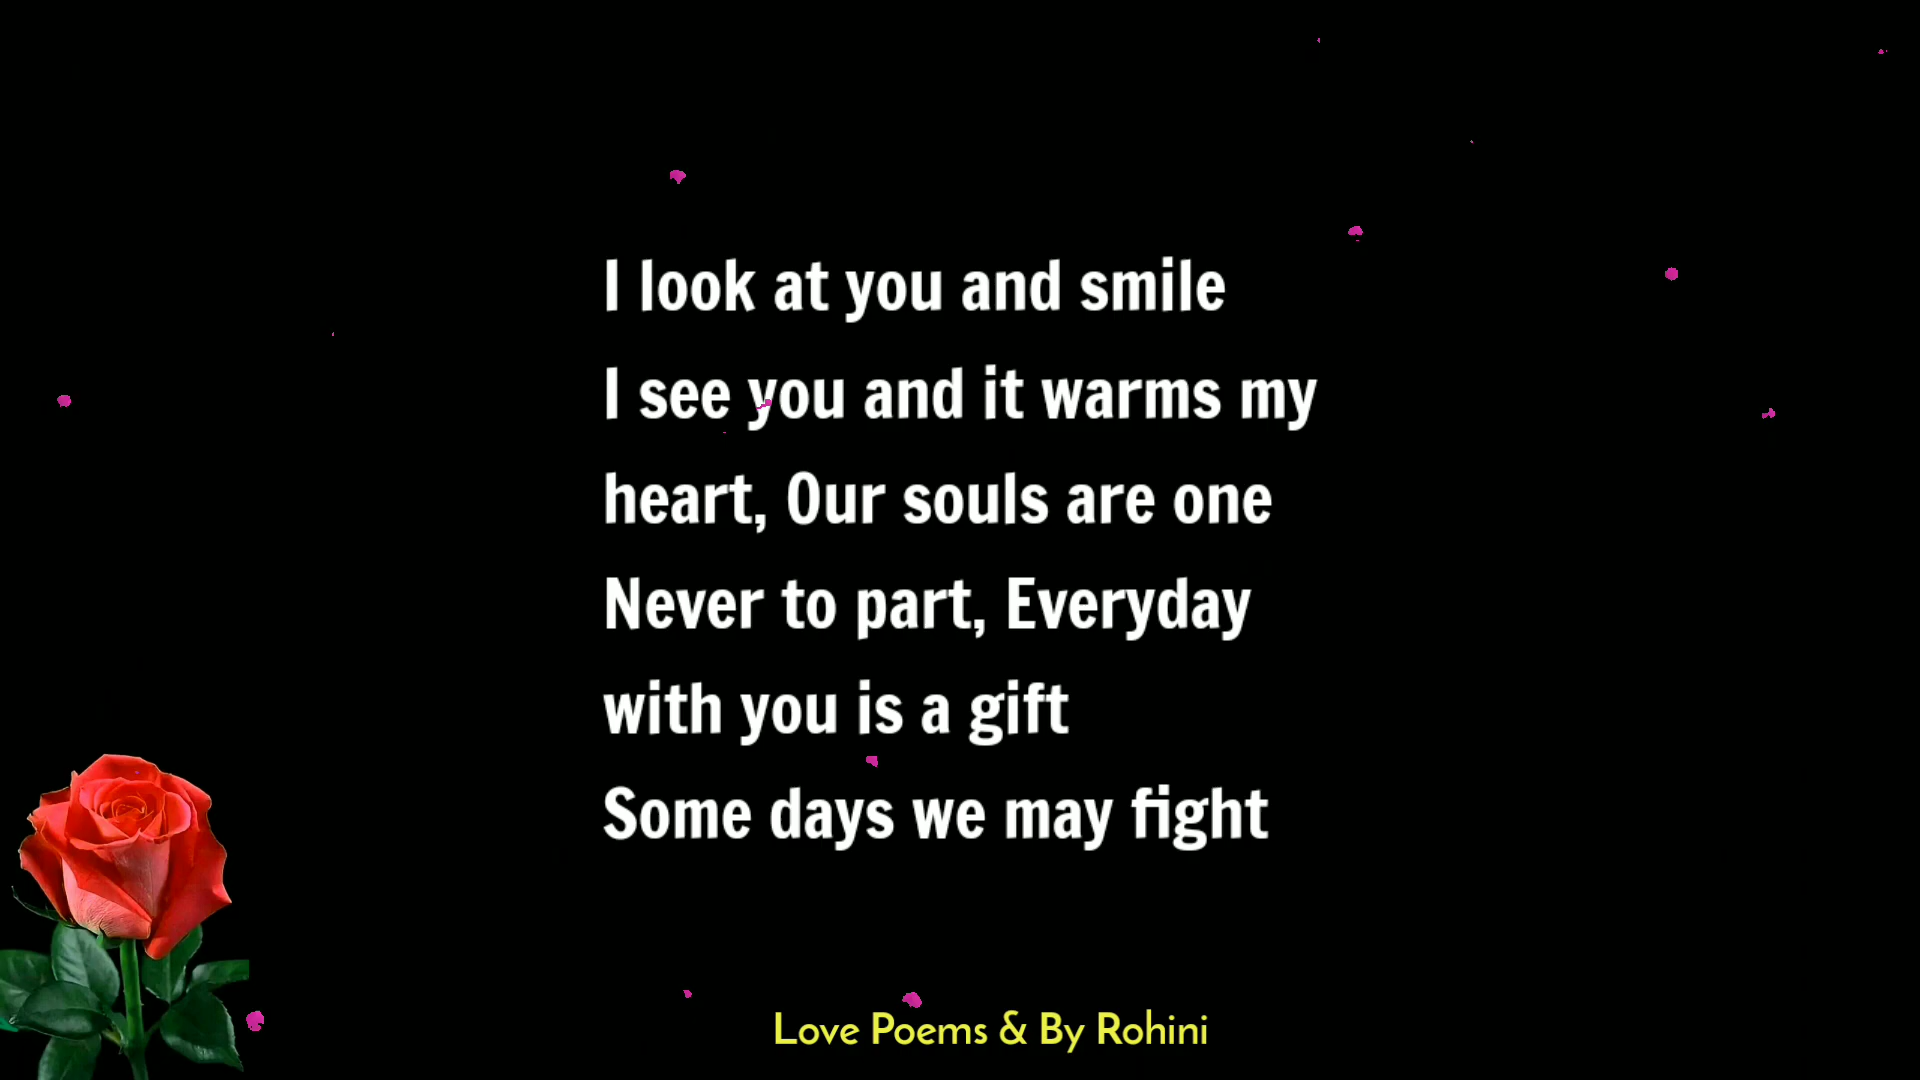 I look at you and smile
I see you and it warms my
heart, Our souls are one
Never to part, Everyday
with you is a gift
Some days we may fight
Love Poems & By Rohini